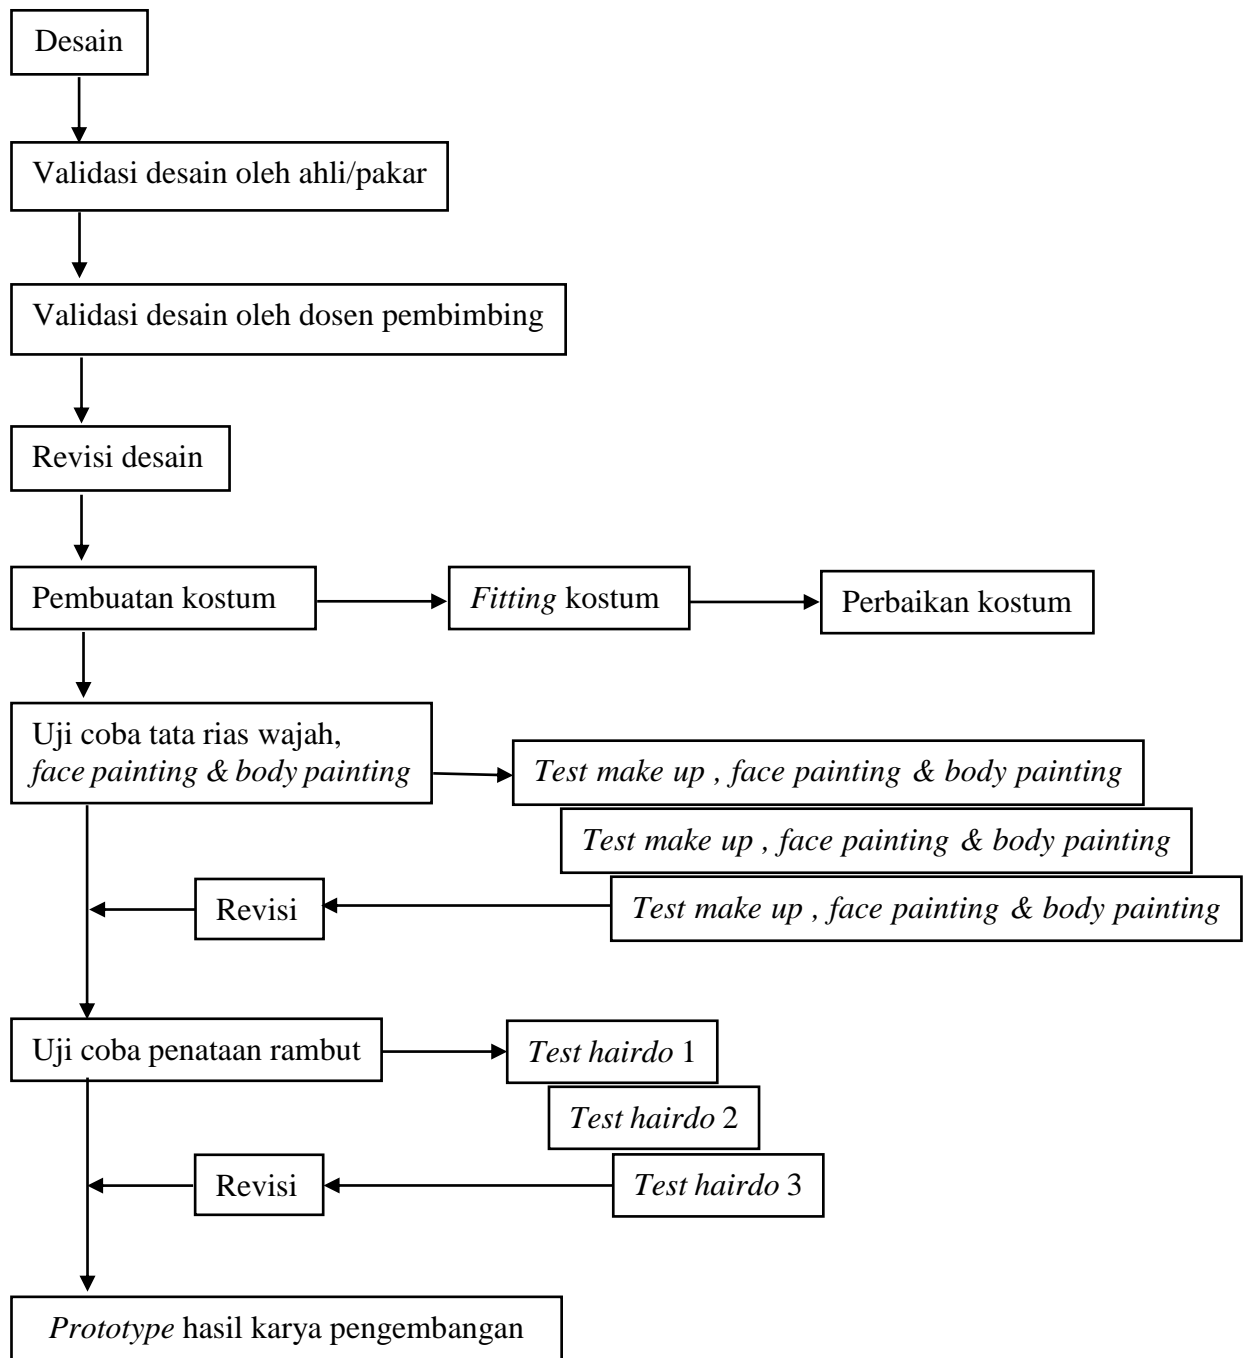 Desain
Validasi desain oleh ahli/pakar
Validasi desain oleh dosen pembimbing
Revisi desain
Pembuatan kostum
Fitting kostum
Perbaikan kostum
Uji coba tata rias wajah,
face painting & body painting
Test make up , face painting & body painting
Test make up , face painting & body painting
Test make up , face painting & body painting
Revisi
Uji coba penataan rambut
Test hairdo 1
Test hairdo 2
Test hairdo 3
Revisi
Prototype hasil karya pengembangan